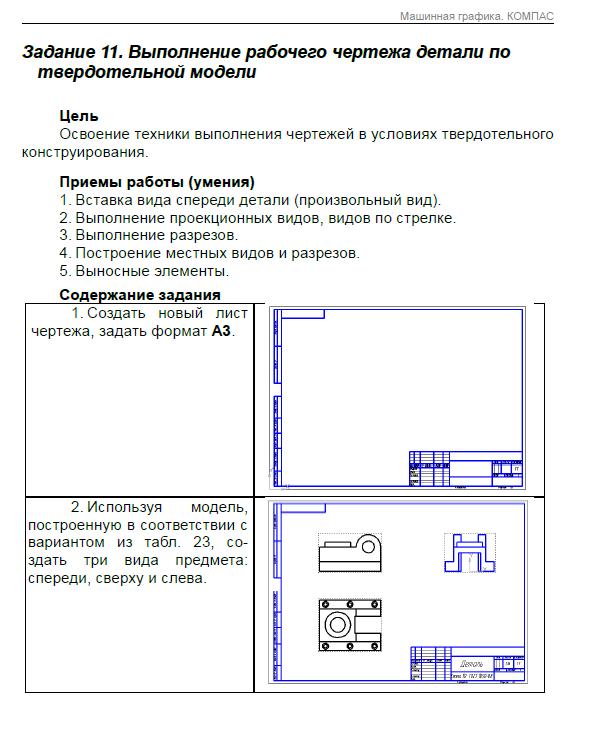 Машинная графика. КОМПАС
Задание 11. Выполнение рабочего чертежа детали по
твердотельной модели
Цель
Освоение техники выполнения чертежей в условиях твердотельного
конструирования.
Приемы работы (умения)
1. Вставка вида спереди детали (произвольный вид).
2. Выполнение проекционных видов, видов по стрелке.
3. Выполнение разрезов.
4. Построение местных видов и разрезов.
5. Выносные элементы.
Содержание задания
1. Создать новый лист
чертежа, задать формат А3.
2. Используя модель,
построенную в соответствии с
вариантом из табл. 23, со-
здать три вида предмета:
спереди, сверху и слева.
Деталь